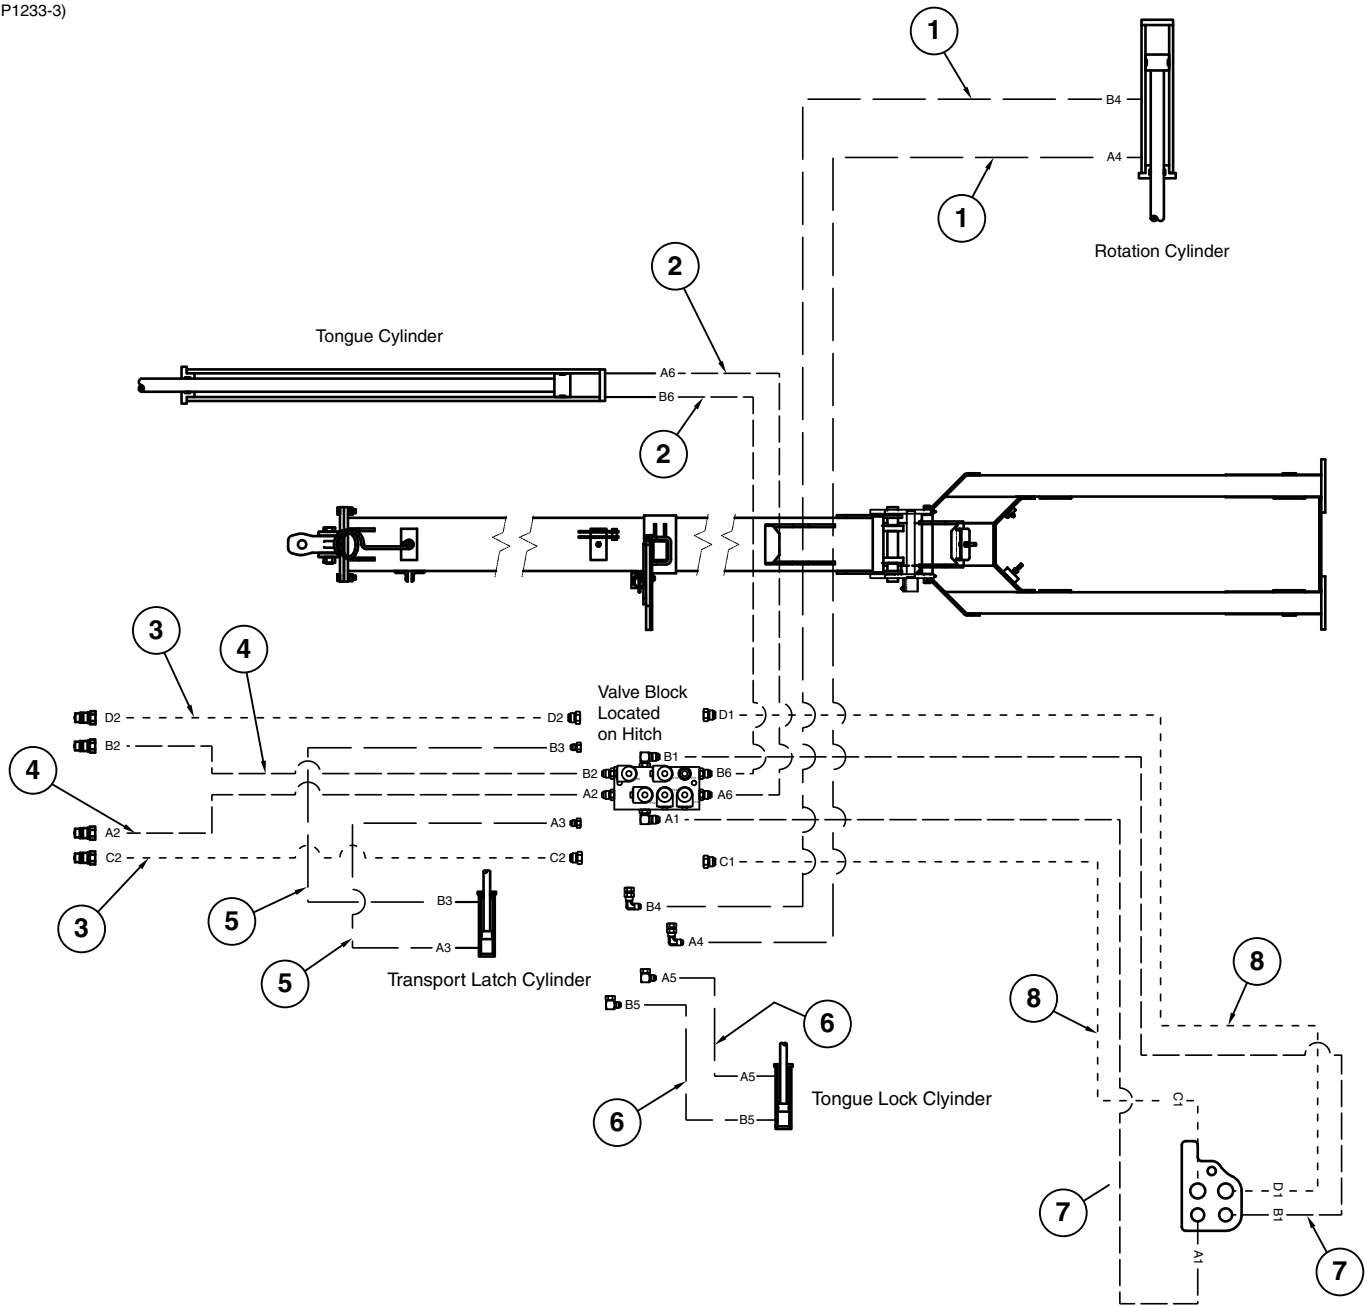 P1233-3)
1
B4
A4
1
Rotation Cylinder
2
Tongue Cylinder
A6
B6
2
3
4
Valve Block
Located
on Hitch
D2
D2
D1
B2
B3
B1
4
B2
B6
A2
A6
A2
A3
A1
C2
C2
C1
3
5
B3
B4
A3
A4
5
Transport Latch Cylinder
A5
B5
8
8
6
A5
Tongue Lock Clyinder
6
B5
C1
D1
B1
7
A1
7